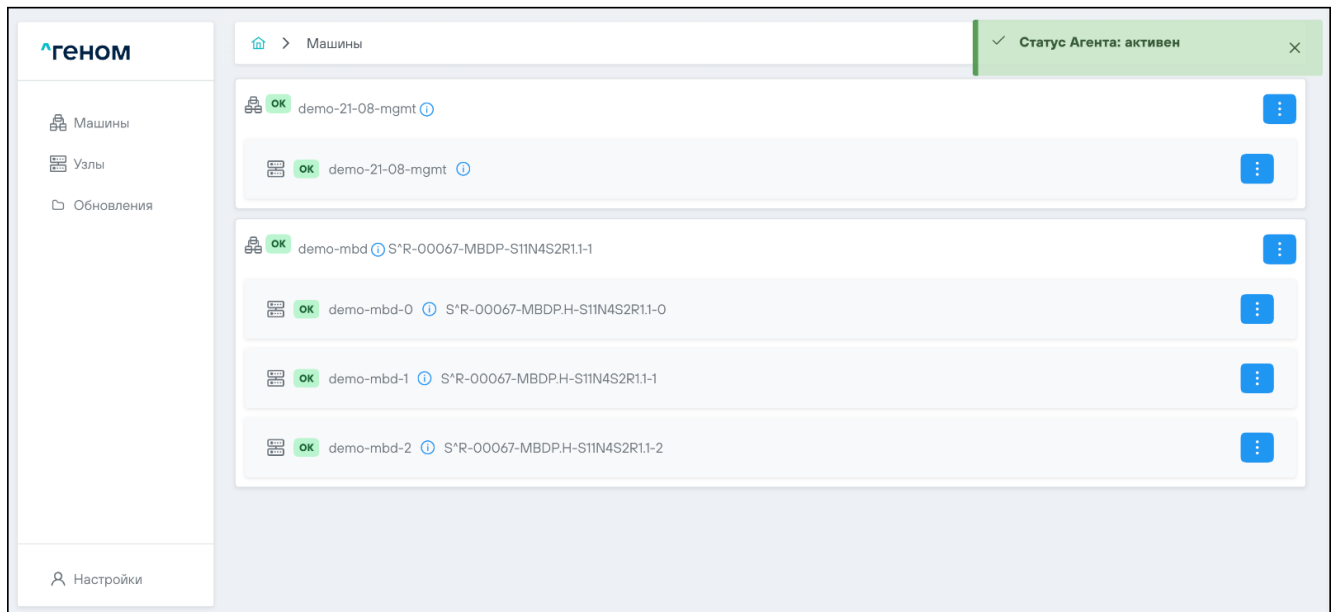 ^геном
Машины
Узлы
Обновления
Настройки
Машины
Статус Агента: активен
OK demo-21-08-mgmt
OK demo-21-08-mgmt
OK demo-mbd S^R-00067-MBDP-S11N4S2R1.1-1
OK demo-mbd-0 S^R-00067-MBDP.H-S11N4S2R1.1-0
OK demo-mbd-1 S^R-00067-MBDP.H-S11N4S2R1.1-1
OK demo-mbd-2 S^R-00067-MBDP.H-S11N4S2R1.1-2